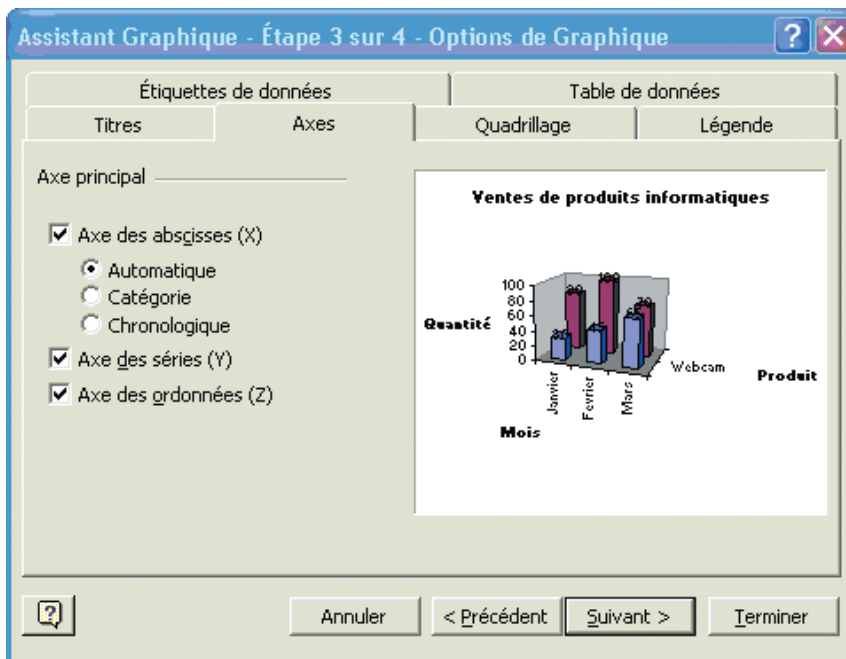 Assistant Graphique - Étape 3 sur 4 - Options de Graphique
Étiquettes de données
Table de données
Titres
Axes
Quadrillage
Légende
Axe principal
Axe des abscisses (X)
Automatique
Catégorie
Chronologique
Axe des séries (Y)
Axe des ordonnées (Z)
Ventes de produits informatiques
100
80
60
40
20
0
Quantité
Janvier
Fevrier
Mars
Webcam
Produit
Mois
Annuler
< Précédent
Suivant >
Terminer